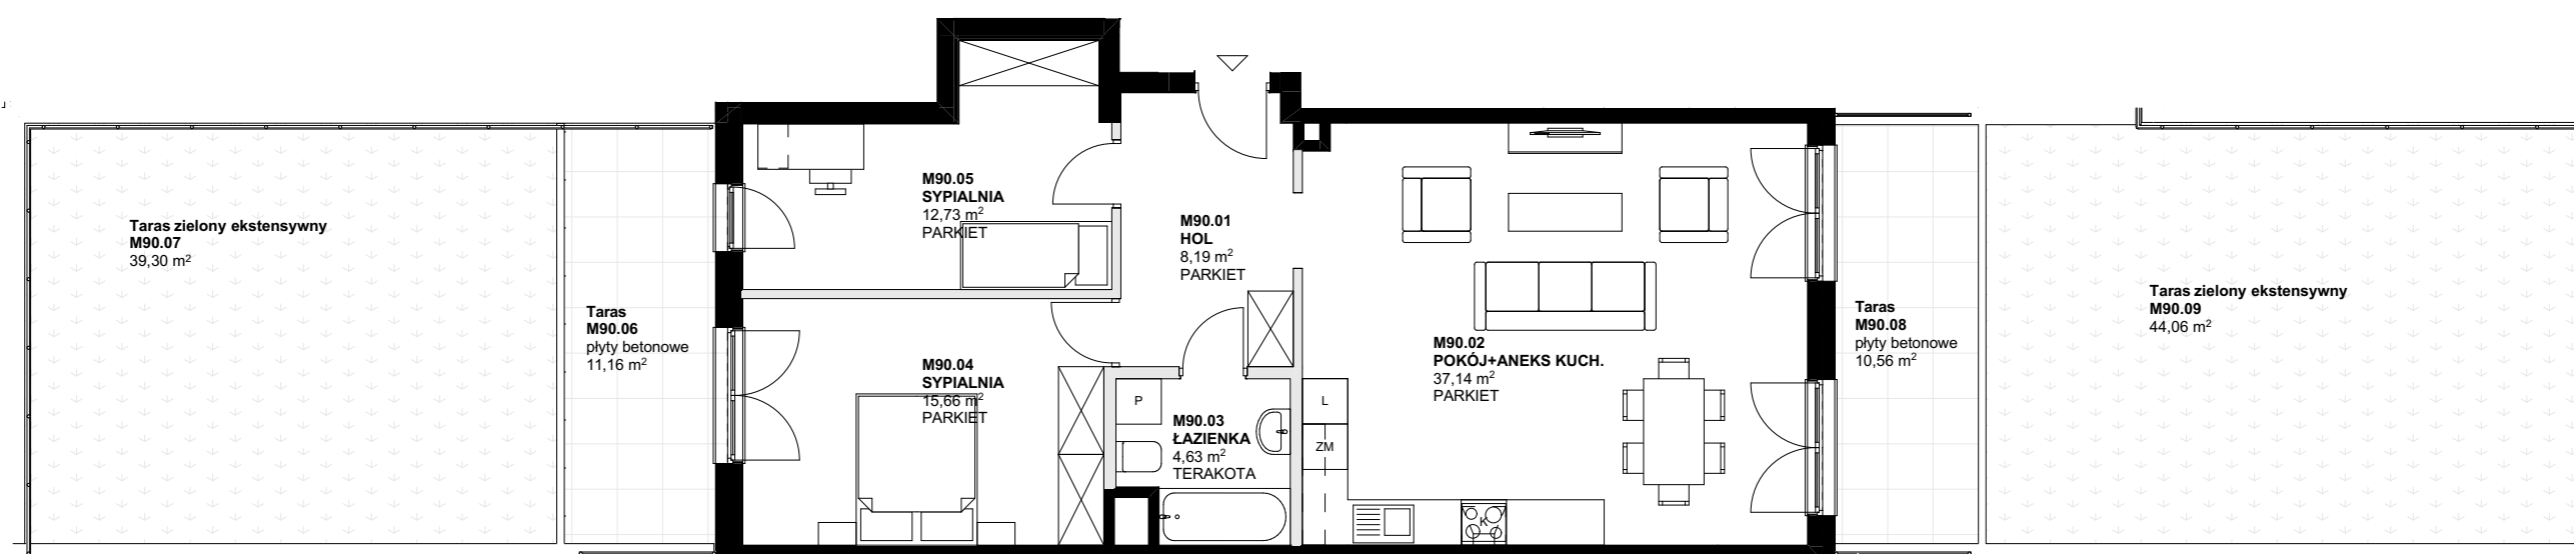 Taras zielony ekstensywny
M90.07
39,30 m²
Taras
M90.06
płyty betonowe
11,16 m²
M90.05
SYPIALNIA
12,73 m²
PARKIET
M90.04
SYPIALNIA
15,66 m²
PARKIET
M90.01
HOL
8,19 m²
PARKIET
P
M90.03
ŁAZIENKA
4,63 m²
TERAKOTA
L
ZM
K
M90.02
POKÓJ+ANEKS KUCH.
37,14 m²
PARKIET
Taras
M90.08
płyty betonowe
10,56 m²
Taras zielony ekstensywny
M90.09
44,06 m²